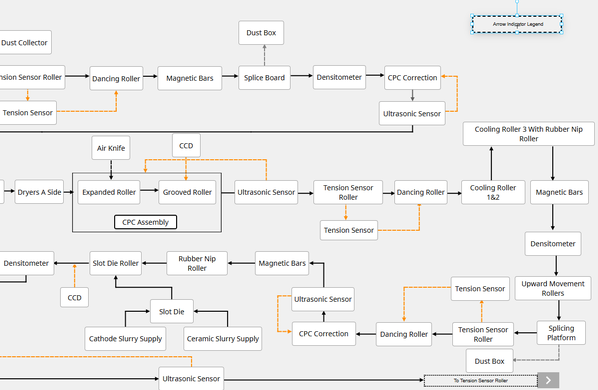 Arrow Indicator Legend
Dust Box
Dust Collector
nsion Sensor Roller
Dancing Roller
Magnetic Bars
Splice Board
Densitometer
CPC Correction
Tension Sensor
Ultrasonic Sensor
Cooling Roller 3 With Rubber Nip
Roller
Air Knife
CCD
Dryers A Side
Expanded Roller
Grooved Roller
Ultrasonic Sensor
Tension Sensor
Roller
Dancing Roller
Cooling Roller
1&2
Magnetic Bars
CPC Assembly
Tension Sensor
Densitometer
Densitometer
Slot Die Roller
Rubber Nip
Roller
Magnetic Bars
Upward Movement
Rollers
Tension Sensor
CCD
Ultrasonic Sensor
Slot Die
Cathode Slurry Supply
Ceramic Slurry Supply
CPC Correction
Dancing Roller
Tension Sensor
Roller
Splicing
Platform
Dust Box
Ultrasonic Sensor
To Tension Sensor Roller